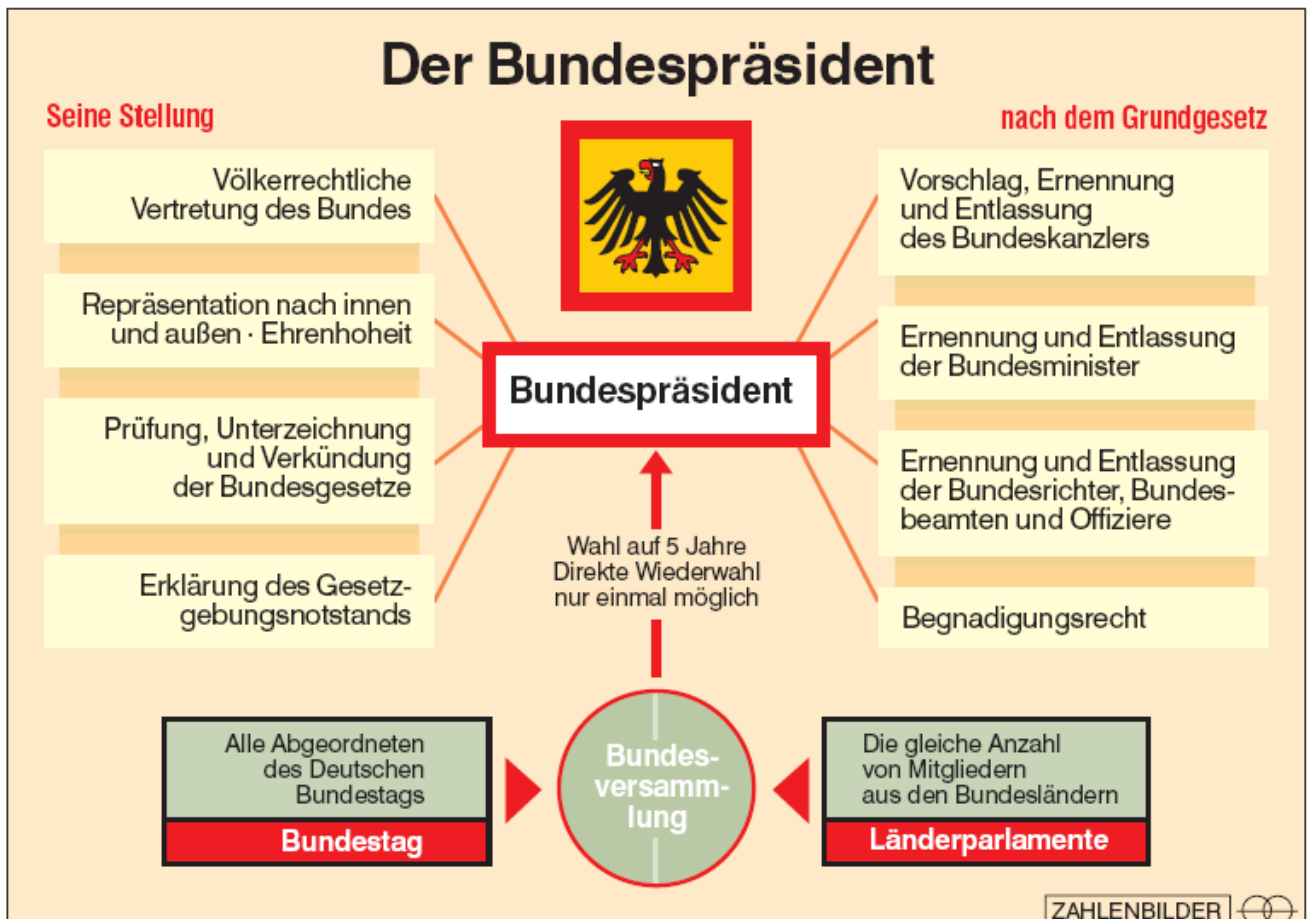 Der Bundespräsident
Seine Stellung
nach dem Grundgesetz
Völkerrechtliche
Vertretung des Bundes
Repräsentation nach innen
und außen · Ehrenhoheit
Prüfung, Unterzeichnung
und Verkündung
der Bundesgesetze
Erklärung des Gesetz-
gebungsnotstands
Bundespräsident
Vorschlag, Ernennung
und Entlassung
des Bundeskanzlers
Ernennung und Entlassung
der Bundesminister
Ernennung und Entlassung
der Bundesrichter, Bundes-
beamten und Offiziere
Begnadigungsrecht
Wahl auf 5 Jahre
Direkte Wiederwahl
nur einmal möglich
Alle Abgeordneten
des Deutschen
Bundestags
Bundestag
Bundes-
versamm-
lung
Die gleiche Anzahl
von Mitgliedern
aus den Bundesländern
Länderparlamente
ZAHLENBILDER